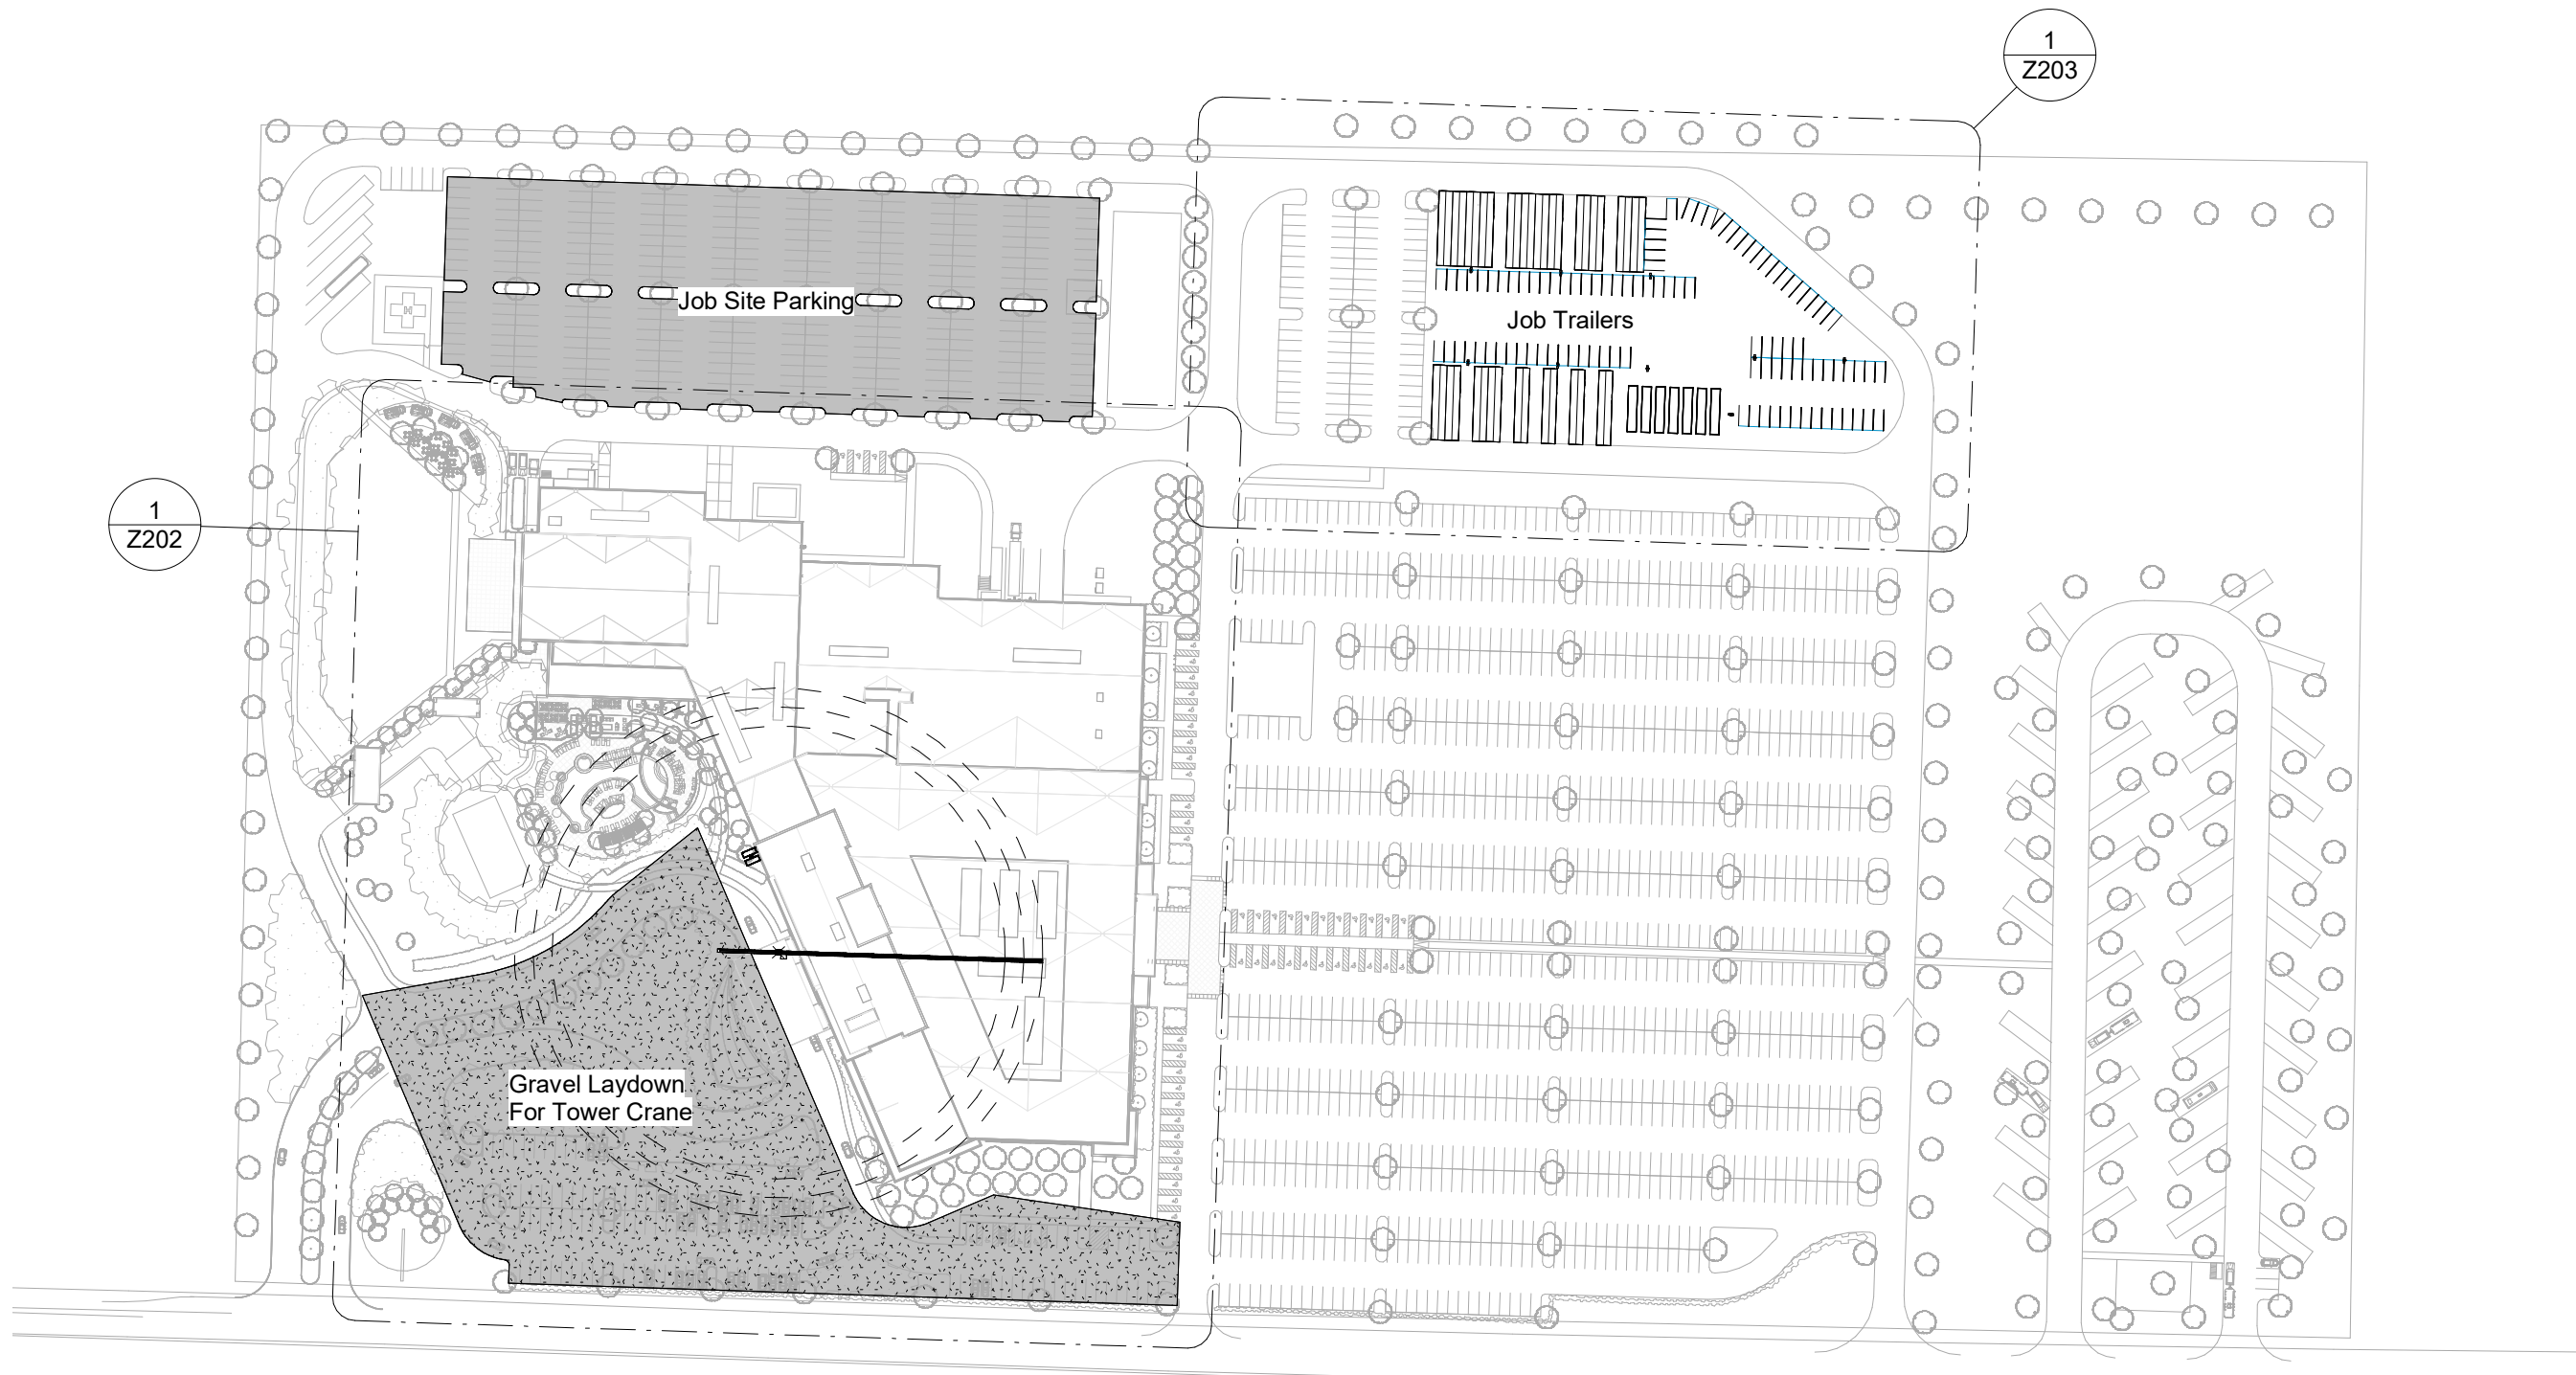 1
Z203
Job Site Parking
Job Trailers
1
Z202
H
Gravel Laydown
For Tower Crane